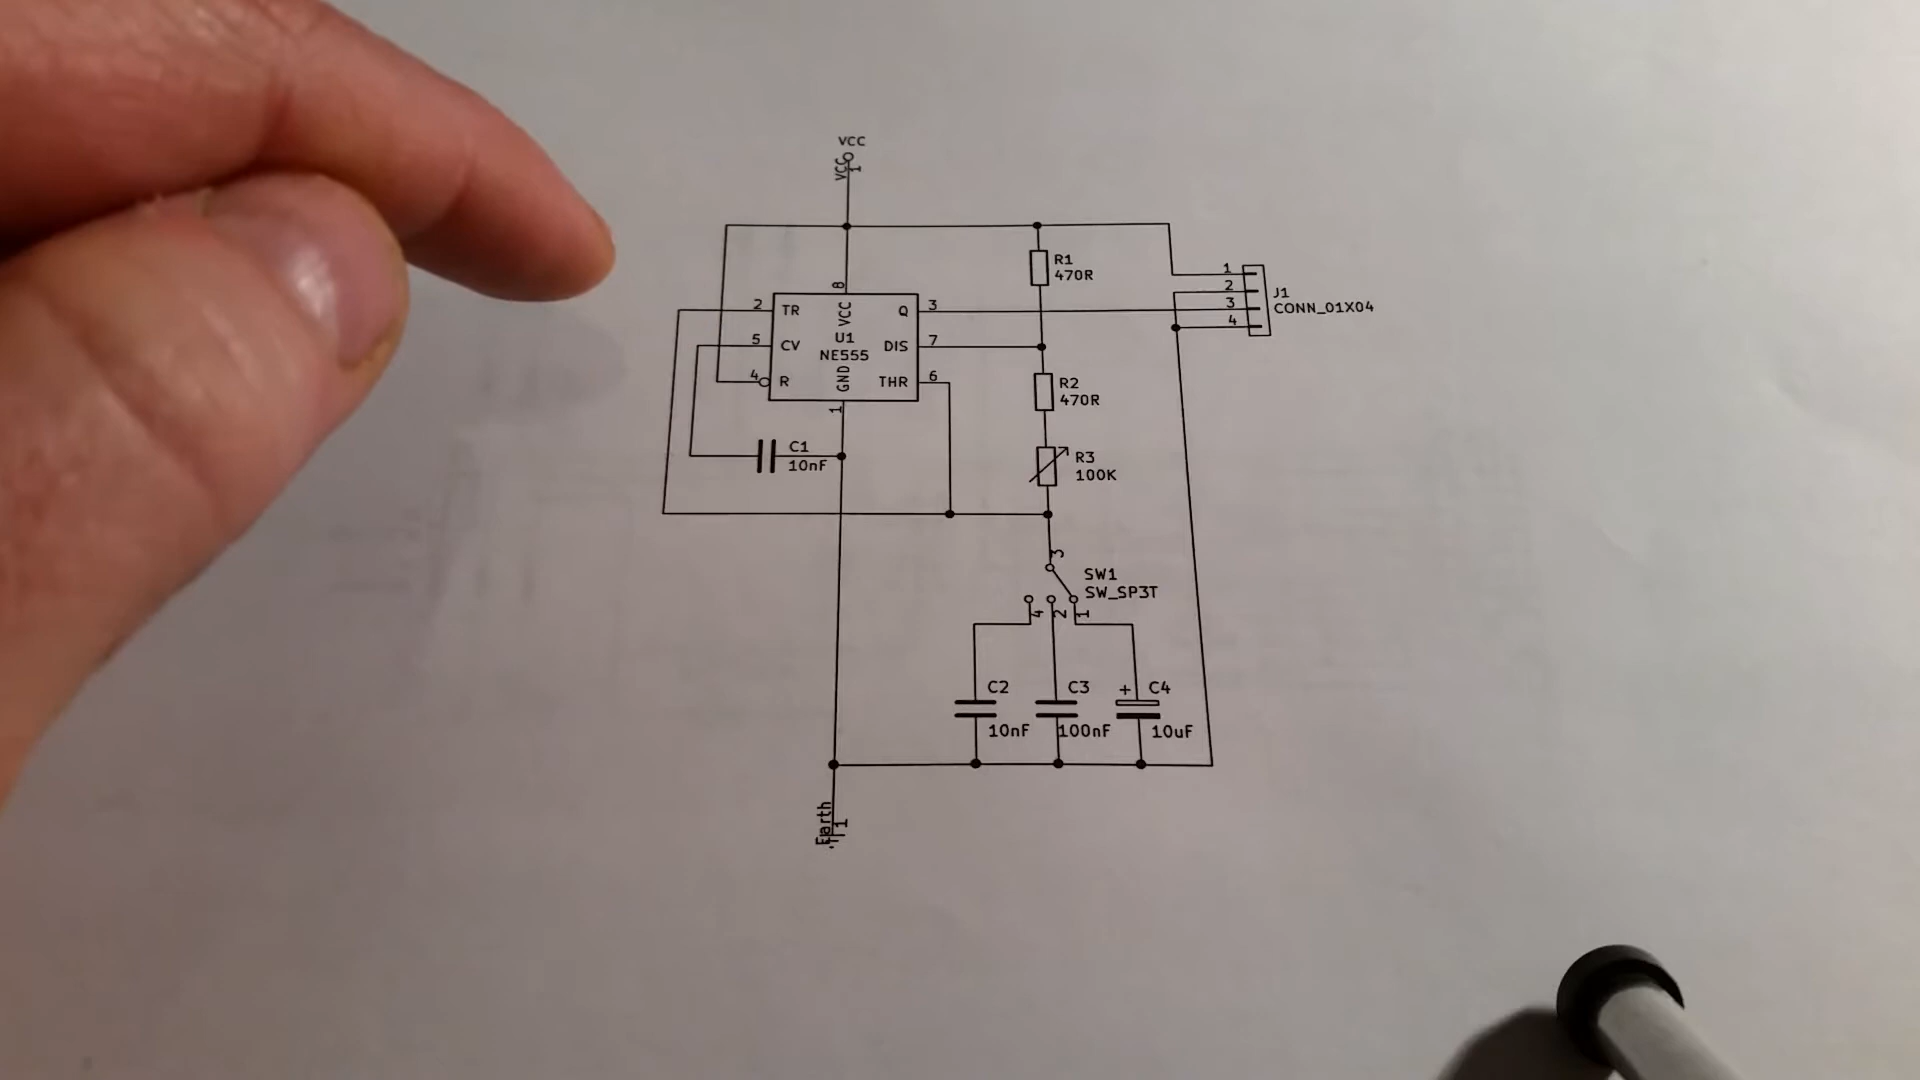 VCC
VCC
1
R1
470R
1
2
3
4
J1
CONN_01X04
8
2
TR
VCC
Q
3
U1
5
CV
NE555
DIS
7
4
R
GND
THR
6
1
R2
470R
C1
10nF
R3
100K
3
SW1
SW_SP3T
4
2
1
C2
10nF
C3
100nF
+
C4
10uF
Earth
1